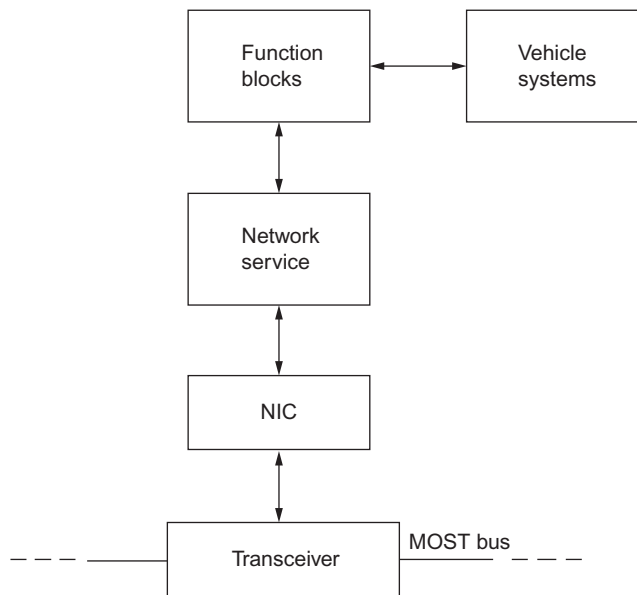 Function
blocks
Vehicle
systems
Network
service
NIC
MOST bus
Transceiver